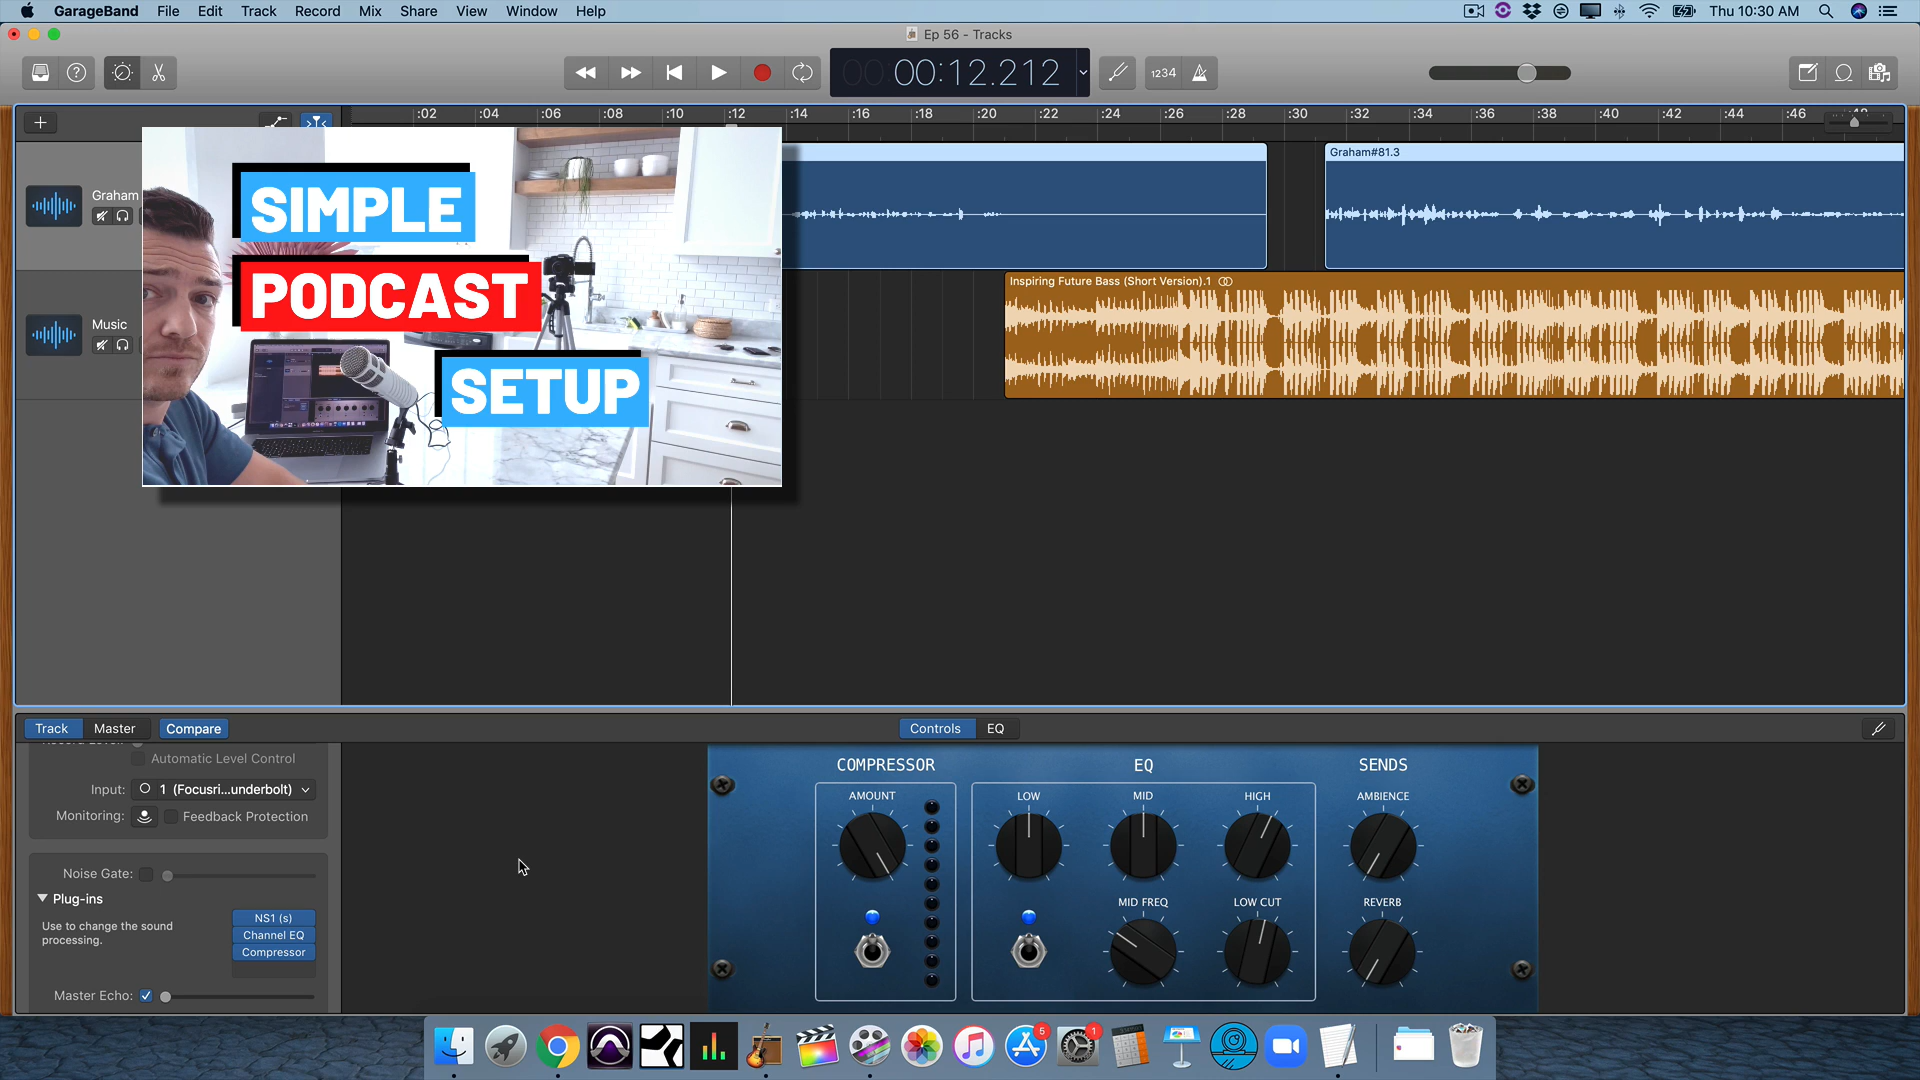 GarageBand File Edit Track Record Mix Share View Window Help
Thu 10:30 AM
Ep 56 - Tracks
00:12.212
1234
:02 :04 :06 :08 :10 :12 :14 :16 :18 :20 :22 :24 :26 :28 :30 :32 :34 :36 :38 :40 :42 :44 :46
Graham#81.3
Graham
SIMPLE
PODCAST
SETUP
Inspiring Future Bass (Short Version).1
Music
Track Master Compare
Controls EQ
Automatic Level Control
Input: 1 (Focusri...underbolt)
Monitoring: Feedback Protection
Noise Gate:
Plug-ins
Use to change the sound
processing.
NS1 (s)
Channel EQ
Compressor
Master Echo:
COMPRESSOR EQ SENDS
AMOUNT LOW MID HIGH AMBIENCE
MID FREQ LOW CUT REVERB
5
1